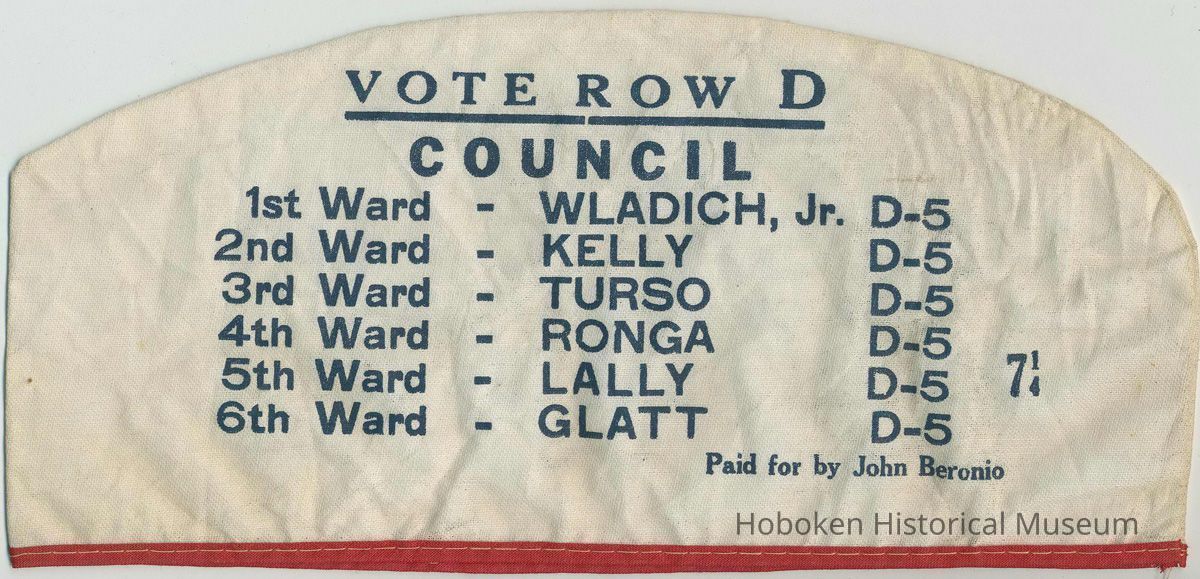 VOTE ROW D
COUNCIL
1st Ward - WLADICH, Jr. D-5
2nd Ward - KELLY D-5
3rd Ward - TURSO D-5
4th Ward - RONGA D-5
5th Ward - LALLY D-5 7¼
6th Ward - GLATT D-5
Paid for by John Beronio
Hoboken Historical Museum